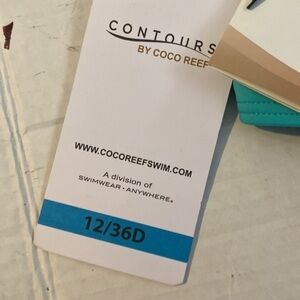 CONTOURS
BY COCO REEF
WWW.COCOREEFSWIM.COM
A division of
SWIMWEAR • ANYWHERE®
12/36D